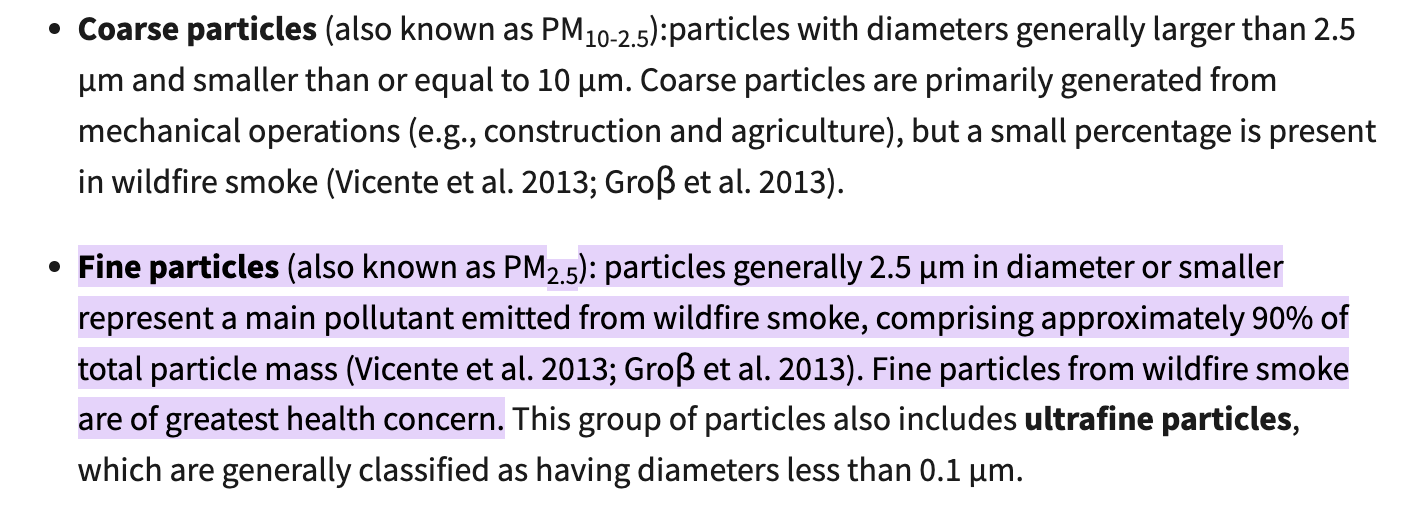 • Coarse particles (also known as PM10-2.5):particles with diameters generally larger than 2.5
µm and smaller than or equal to 10 µm. Coarse particles are primarily generated from
mechanical operations (e.g., construction and agriculture), but a small percentage is present
in wildfire smoke (Vicente et al. 2013; Groβ et al. 2013).
• Fine particles (also known as PM2.5): particles generally 2.5 µm in diameter or smaller
represent a main pollutant emitted from wildfire smoke, comprising approximately 90% of
total particle mass (Vicente et al. 2013; Groβ et al. 2013). Fine particles from wildfire smoke
are of greatest health concern. This group of particles also includes ultrafine particles,
which are generally classified as having diameters less than 0.1 µm.